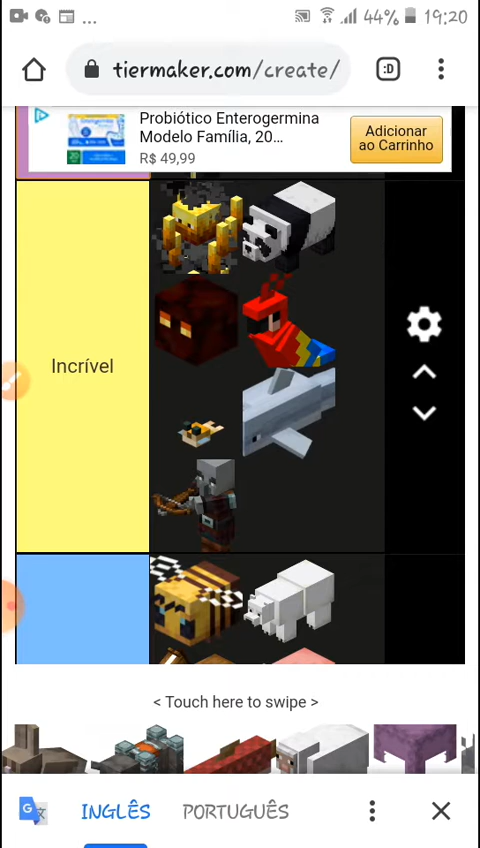 ... 44% 19:20
tiermaker.com/create/
:D
Probiótico Enterogermina
Modelo Família, 20...
R$ 49,99
Adicionar
ao Carrinho
Incrível
< Touch here to swipe >
INGLÊS PORTUGUÊS